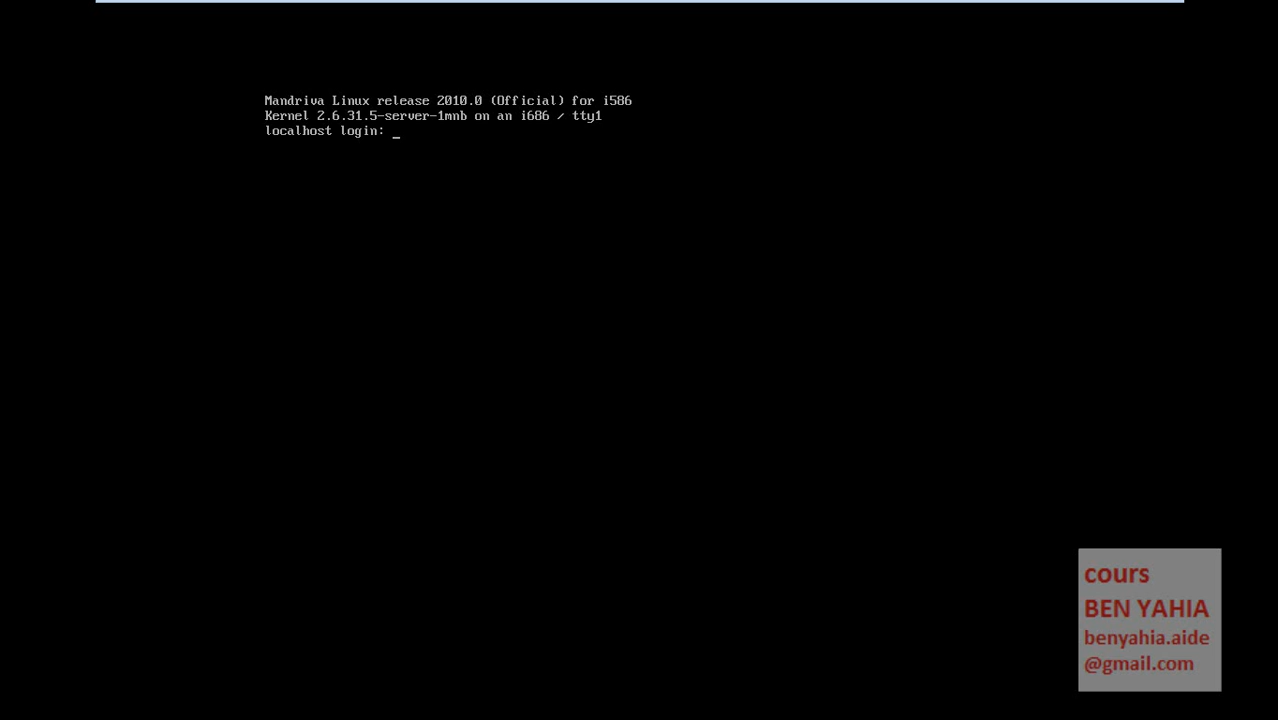 Mandriva Linux release 2010.0 (Official) for i586
Kernel 2.6.31.5-server-1mnb on an i686 / tty1
localhost login: _
cours
BEN YAHIA
benyahia.aide
@gmail.com